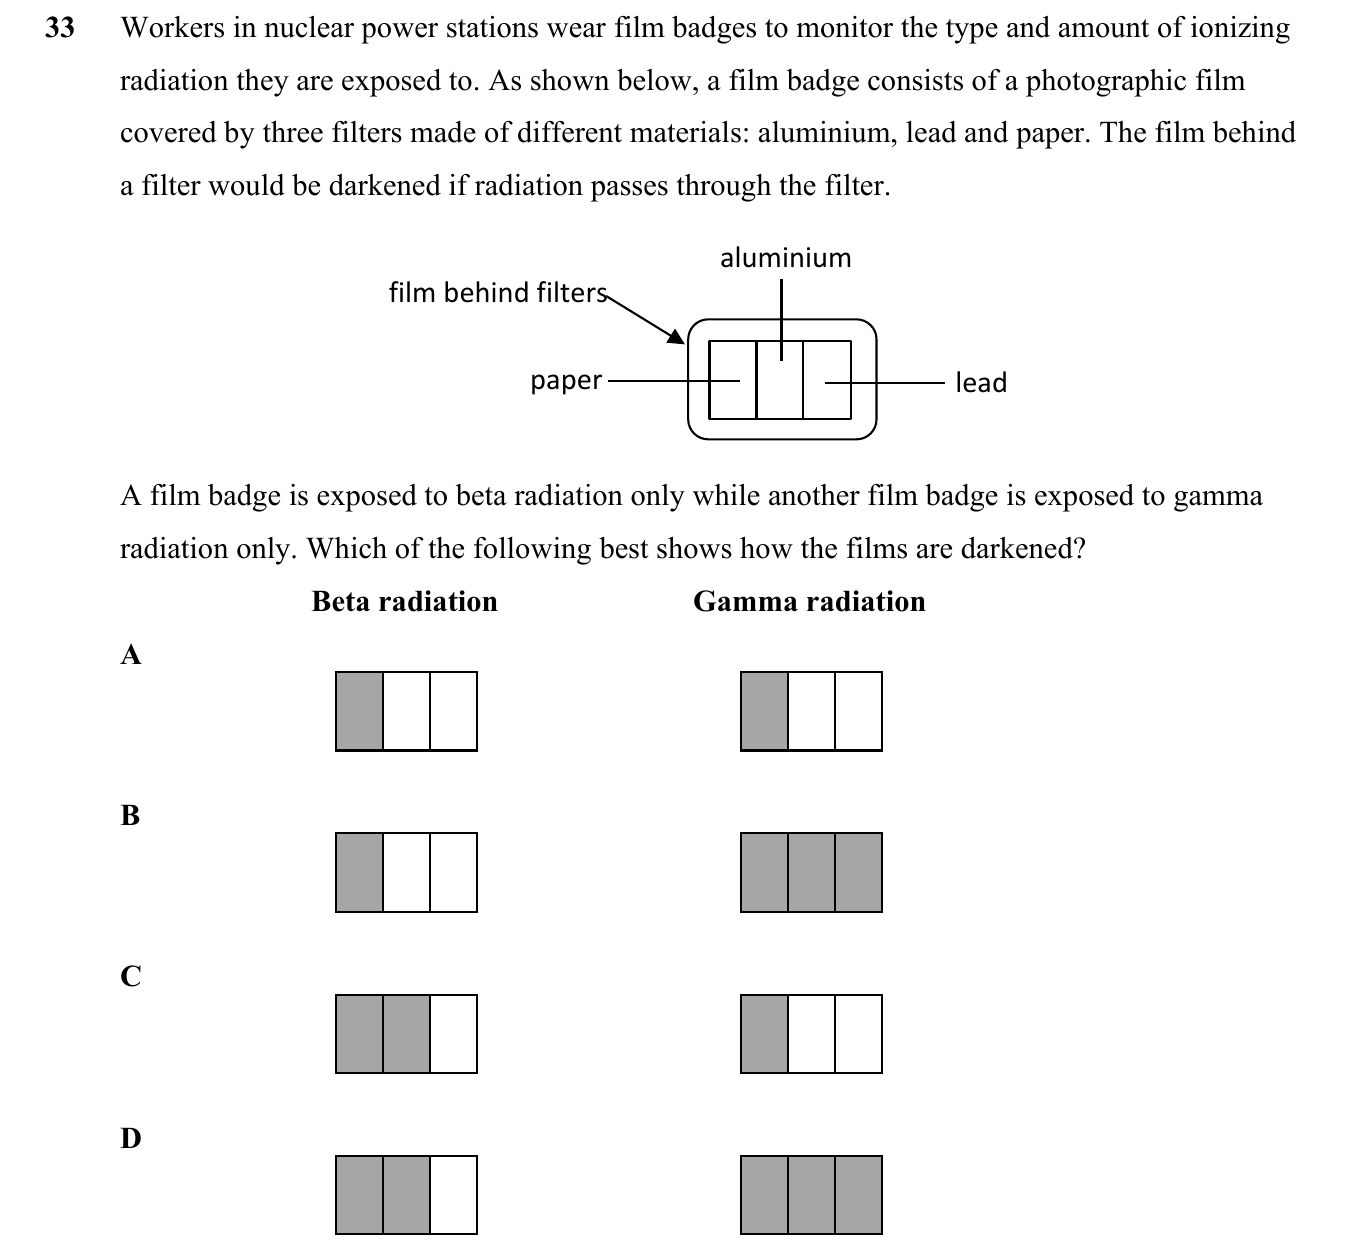 33 Workers in nuclear power stations wear film badges to monitor the type and amount of ionizing
radiation they are exposed to. As shown below, a film badge consists of a photographic film
covered by three filters made of different materials: aluminium, lead and paper. The film behind
a filter would be darkened if radiation passes through the filter.
aluminium
film behind filters
paper
lead
A film badge is exposed to beta radiation only while another film badge is exposed to gamma
radiation only. Which of the following best shows how the films are darkened?
Beta radiation Gamma radiation
A
B
C
D